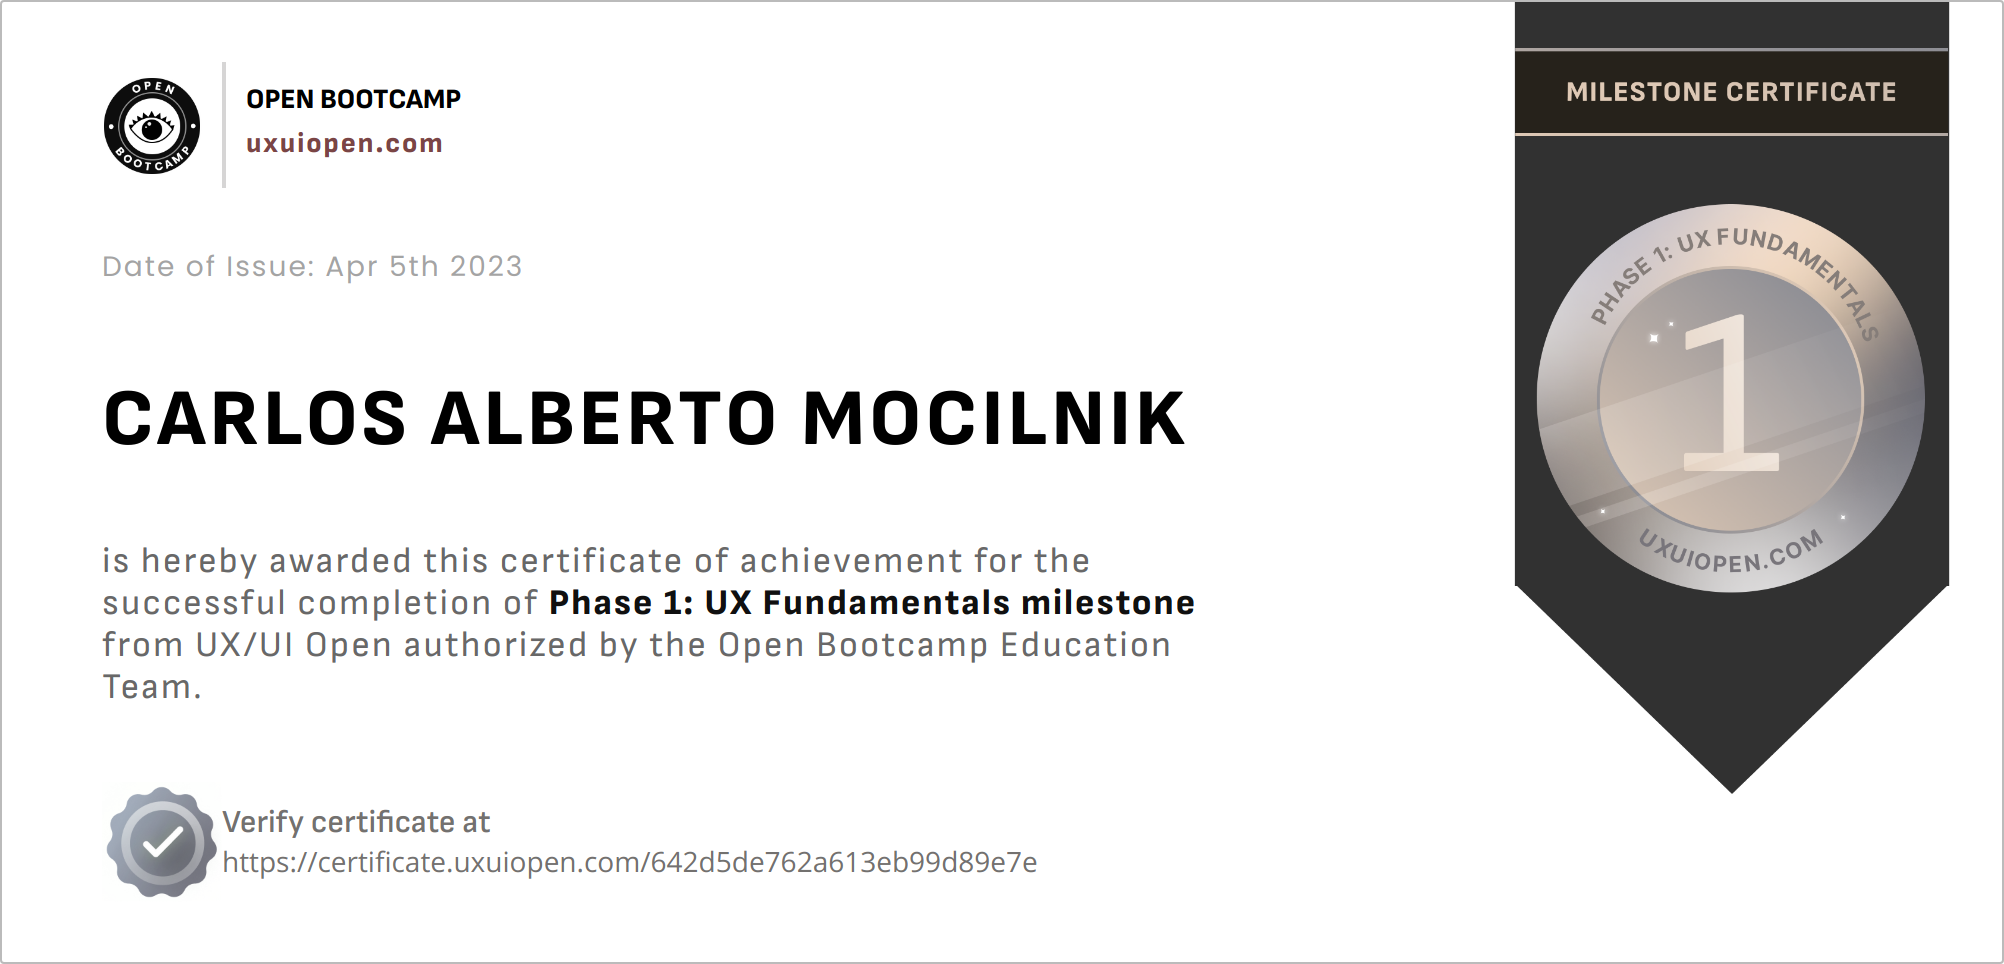 OPEN
BOOTCAMP
OPEN BOOTCAMP
uxuiopen.com
MILESTONE CERTIFICATE
Date of Issue: Apr 5th 2023
PHASE 1: UX FUNDAMENTALS
1
UXUIOPEN.COM
CARLOS ALBERTO MOCILNIK
is hereby awarded this certificate of achievement for the
successful completion of Phase 1: UX Fundamentals milestone
from UX/UI Open authorized by the Open Bootcamp Education
Team.
Verify certificate at
https://certificate.uxuiopen.com/642d5de762a613eb99d89e7e